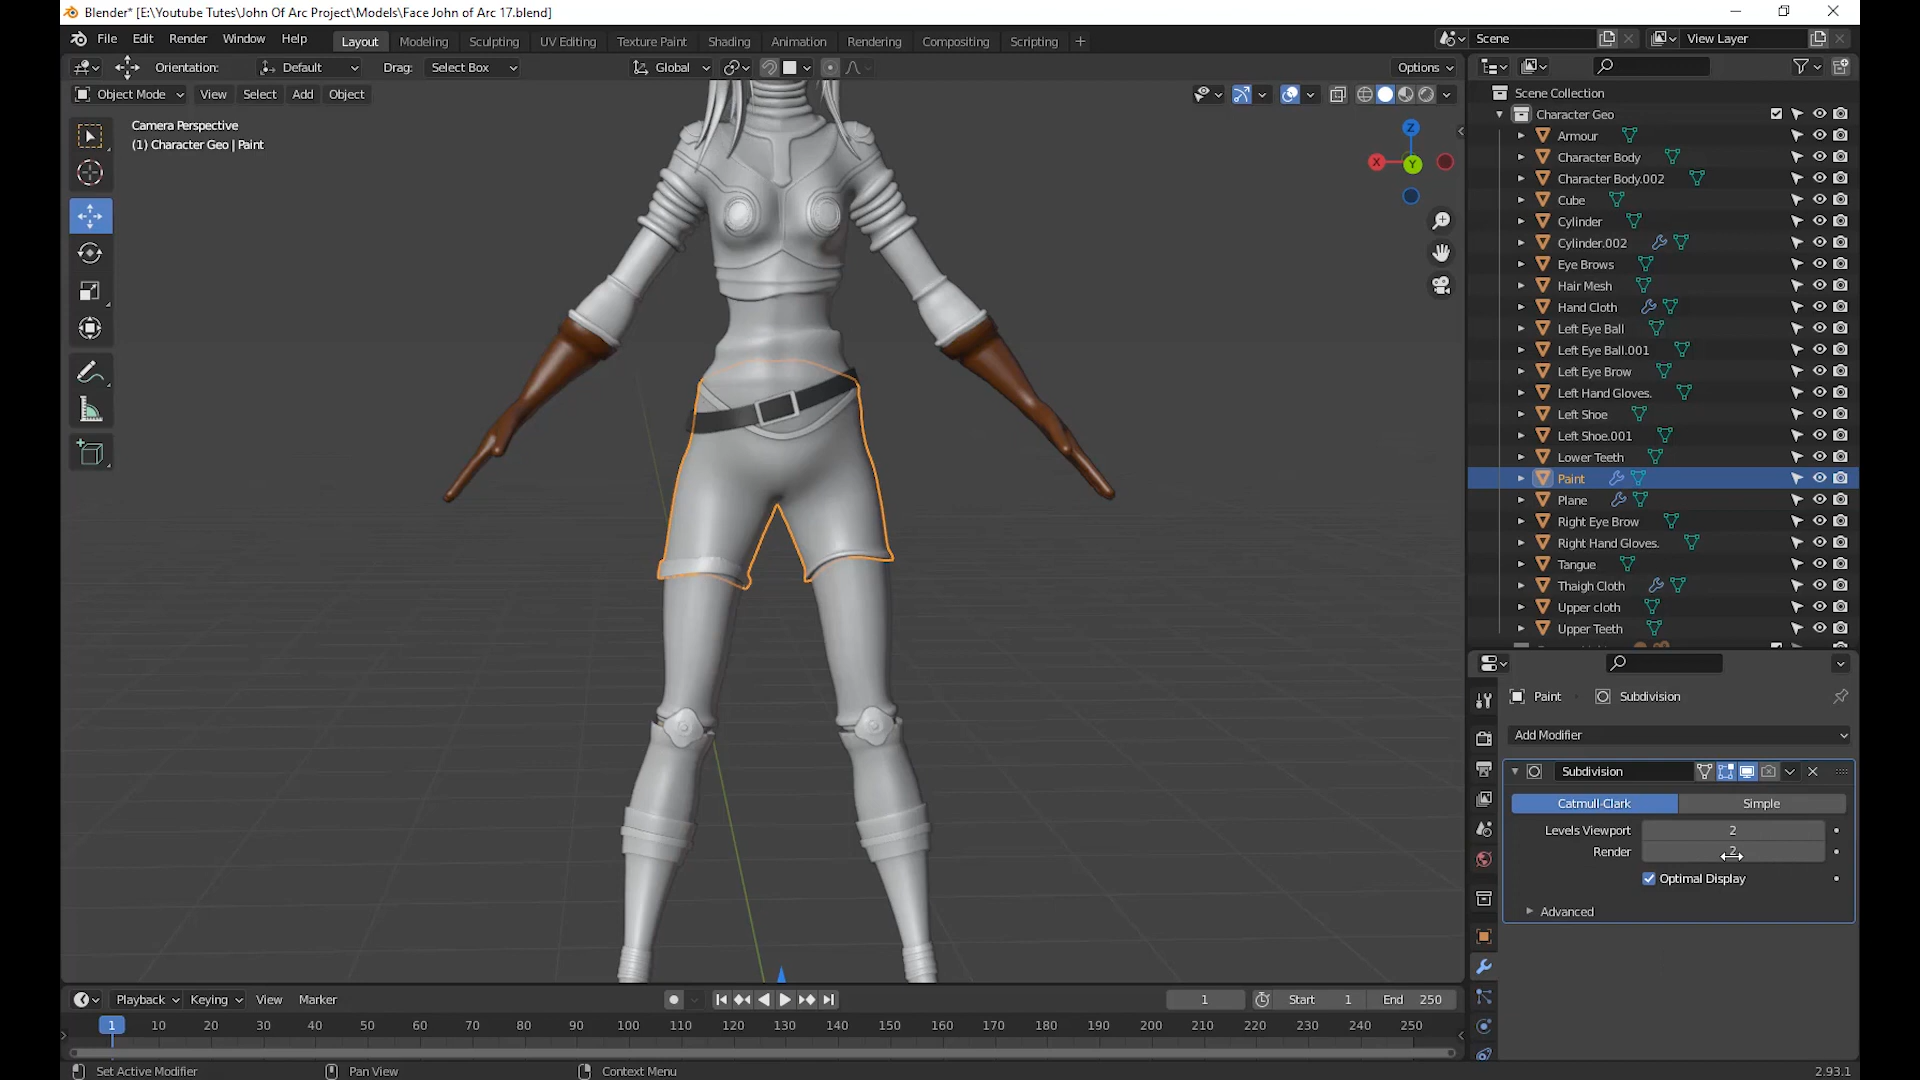 Blender* [E:\Youtube Tutes\John Of Arc Project\Models\Face John of Arc 17.blend]
File Edit Render Window Help Layout Modeling Sculpting UV Editing Texture Paint Shading Animation Rendering Compositing Scripting + Scene View Layer
Orientation: Default Drag: Select Box Global Options
Object Mode View Select Add Object
Camera Perspective
(1) Character Geo | Paint
Z
X
Y
Scene Collection
Character Geo
Armour
Character Body
Character Body.002
Cube
Cylinder
Cylinder.002
Eye Brows
Hair Mesh
Hand Cloth
Left Eye Ball
Left Eye Ball.001
Left Eye Brow
Left Hand Gloves.
Left Shoe
Left Shoe.001
Lower Teeth
Paint
Plane
Right Eye Brow
Right Hand Gloves.
Tangue
Thaigh Cloth
Upper cloth
Upper Teeth
Paint Subdivision
Add Modifier
Subdivision
Catmull-Clark Simple
Levels Viewport 2
Render 2
Optimal Display
Advanced
Playback Keying View Marker 1 Start 1 End 250
1 10 20 30 40 50 60 70 80 90 100 110 120 130 140 150 160 170 180 190 200 210 220 230 240 250
Set Active Modifier Pan View Context Menu 2.93.1